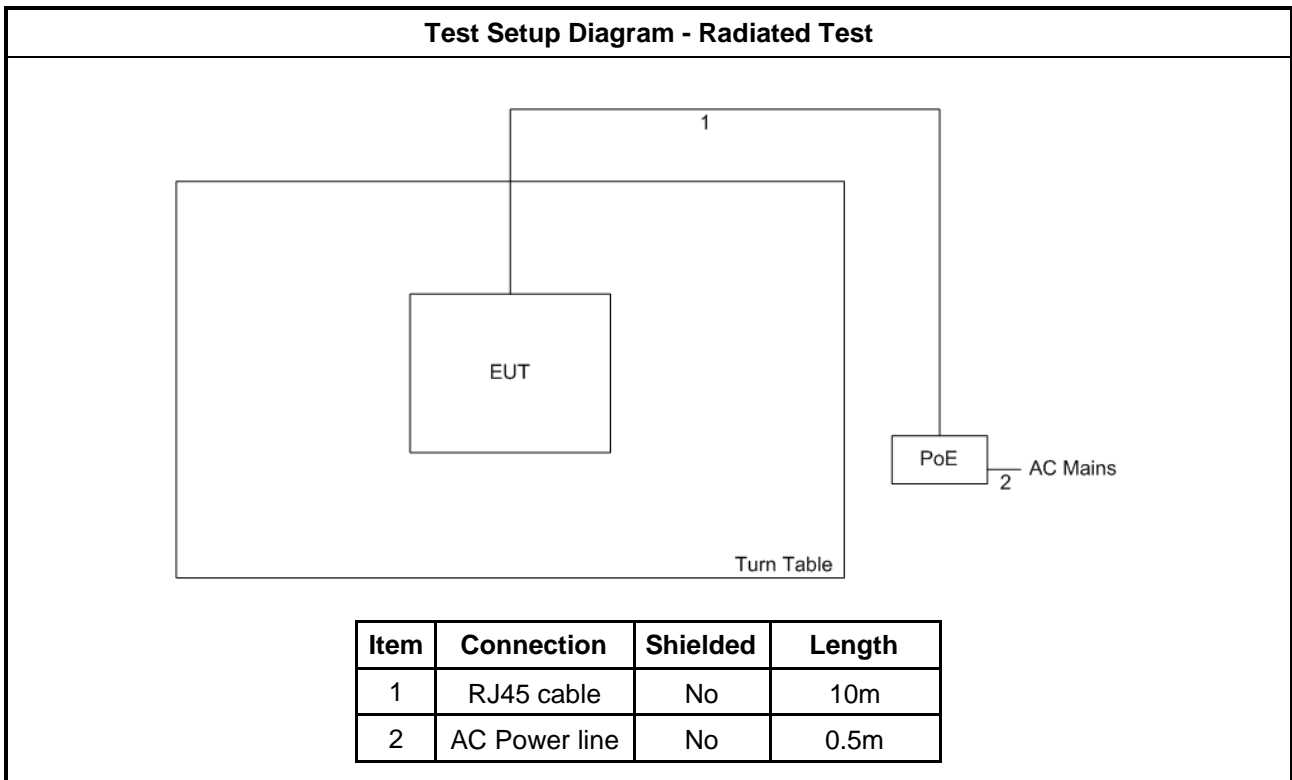 Test Setup Diagram - Radiated Test
1
EUT
PoE
2
AC Mains
Turn Table
Item Connection Shielded Length
1 RJ45 cable No 10m
2 AC Power line No 0.5m